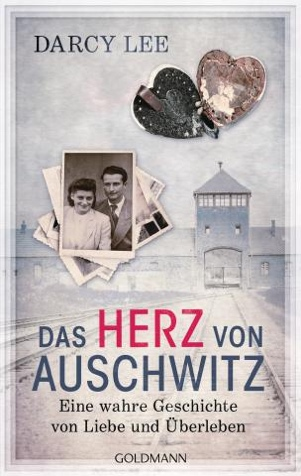 DARCY LEE
DAS HERZ VON
AUSCHWITZ
Eine wahre Geschichte
von Liebe und Überleben
GOLDMANN